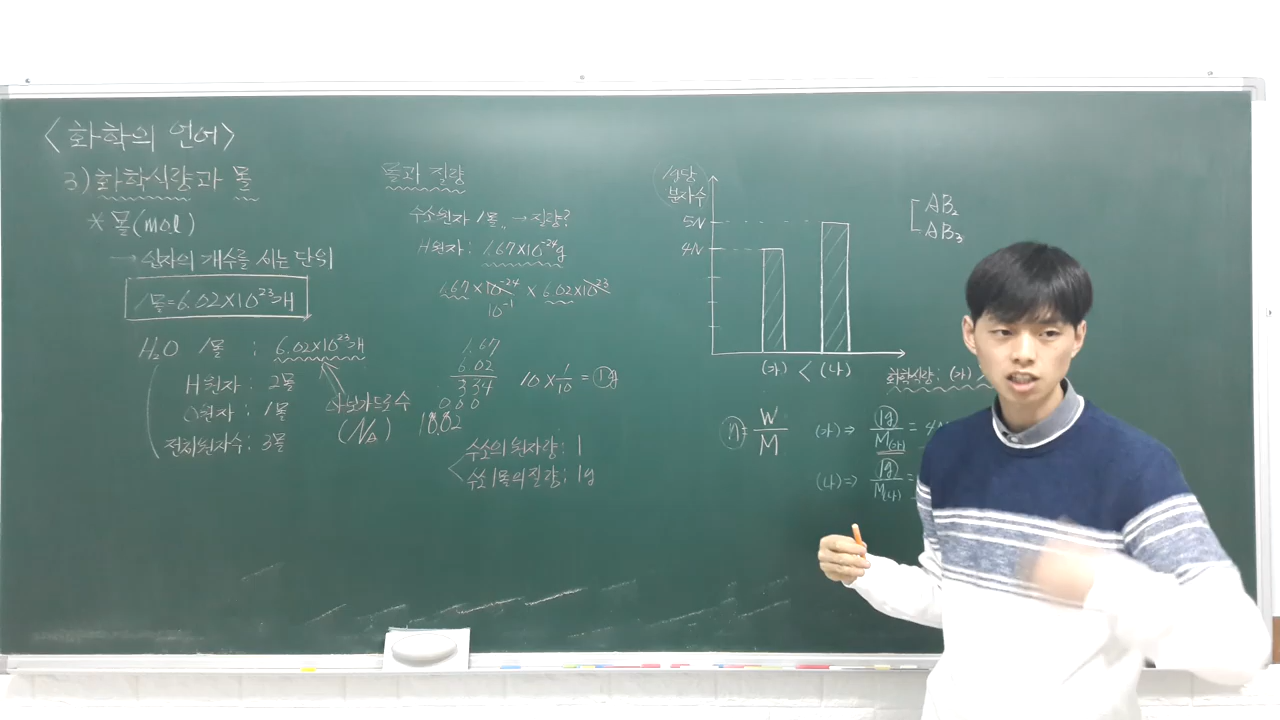 <화학의 언어>
3) 화학식량과 몰
* 몰(mol)
→ 입자의 개수를 세는 단위
1몰=6.02×10²³개
H₂O 1몰 : 6.02×10²³개
H원자 : 2몰
O원자 : 1몰
전체원자수 : 3몰
아보가드로수
(Nᴀ)
몰과 질량
수소원자 1몰 → 질량?
H원자 : 1.67×10⁻²⁴g
1.67×10⁻²⁴ × 6.02×10²³
10⁻¹
1.67
6.02
334
000
10×1/10 = 1g
수소의 원자량 : 1
수소 1몰의 질량 : 1g
1g당
분자수
5N
4N
(가) < (나)
AB₂
AB₃
화학식량 : (가)
n = W/M
(가) ⇒ 1g/M(가) = 4N
(나) ⇒ 1g/M(나) =